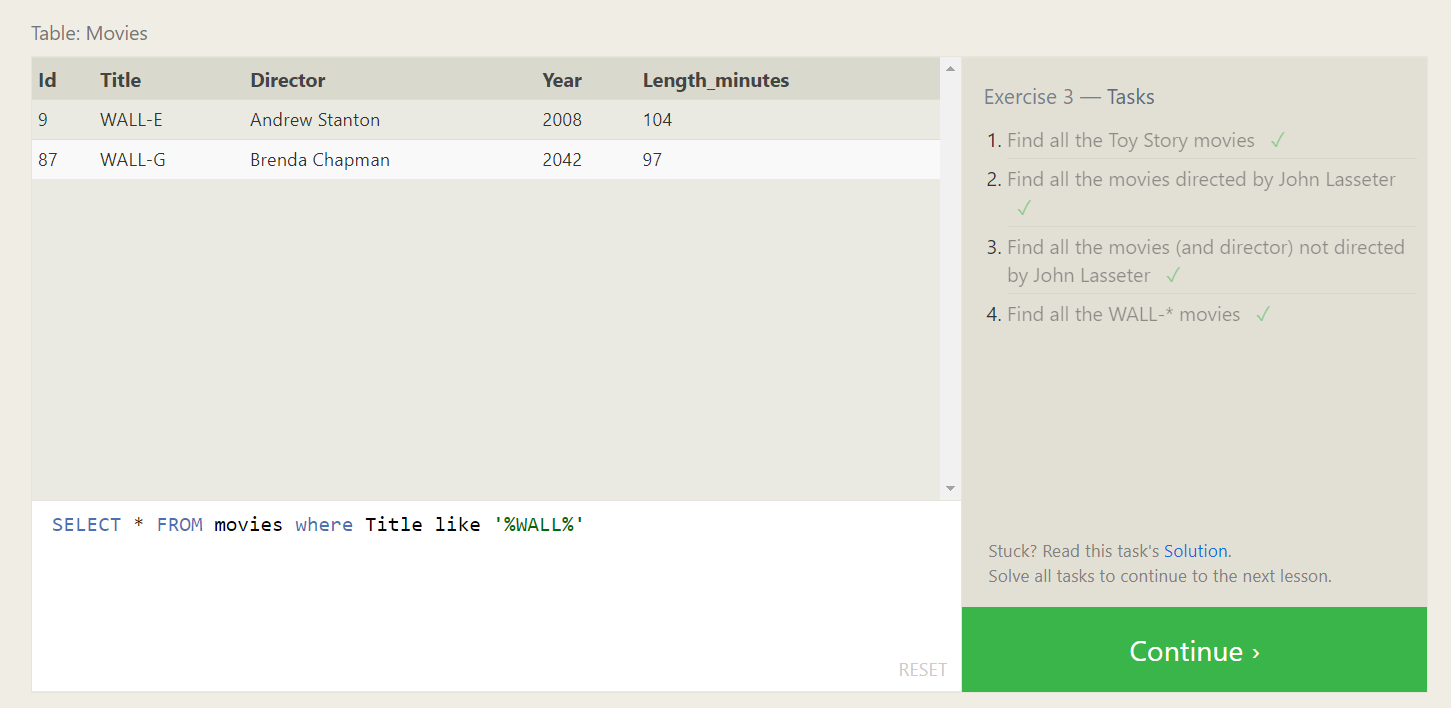 Table: Movies
Id Title Director Year Length_minutes
9 WALL-E Andrew Stanton 2008 104
87 WALL-G Brenda Chapman 2042 97
SELECT * FROM movies where Title like '%WALL%'
RESET
Exercise 3 — Tasks
1. Find all the Toy Story movies ✓
2. Find all the movies directed by John Lasseter
✓
3. Find all the movies (and director) not directed
by John Lasseter ✓
4. Find all the WALL-* movies ✓
Stuck? Read this task's Solution.
Solve all tasks to continue to the next lesson.
Continue ›